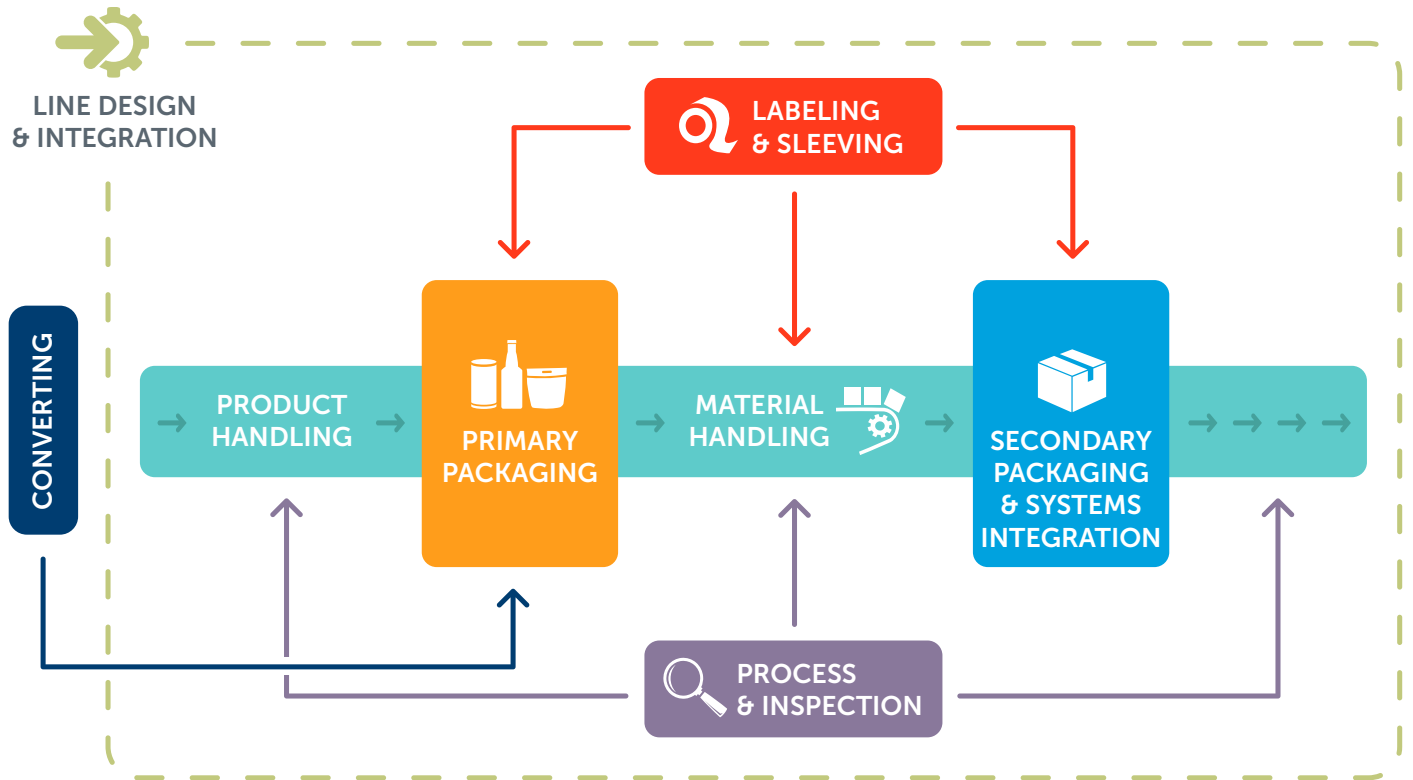 LINE DESIGN
& INTEGRATION
LABELING
& SLEEVING
CONVERTING
PRODUCT
HANDLING
PRIMARY
PACKAGING
MATERIAL
HANDLING
SECONDARY
PACKAGING
& SYSTEMS
INTEGRATION
PROCESS
& INSPECTION